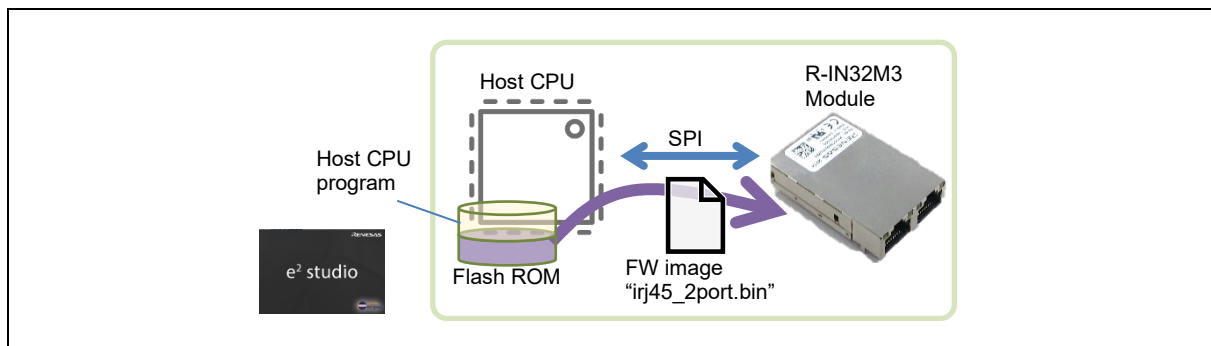 Host CPU
R-IN32M3
Module
SPI
Host CPU
program
RENESAS
e² studio
Flash ROM
FW image
“irj45_2port.bin”